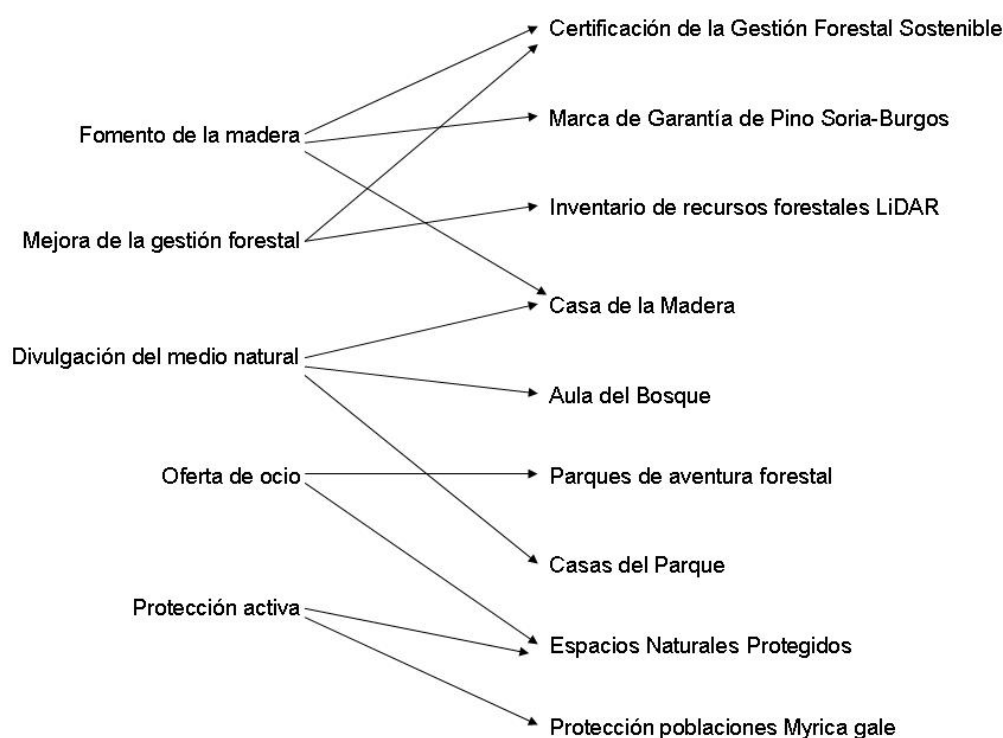 Fomento de la madera
Mejora de la gestión forestal
Divulgación del medio natural
Oferta de ocio
Protección activa
Certificación de la Gestión Forestal Sostenible
Marca de Garantía de Pino Soria-Burgos
Inventario de recursos forestales LiDAR
Casa de la Madera
Aula del Bosque
Parques de aventura forestal
Casas del Parque
Espacios Naturales Protegidos
Protección poblaciones Myrica gale